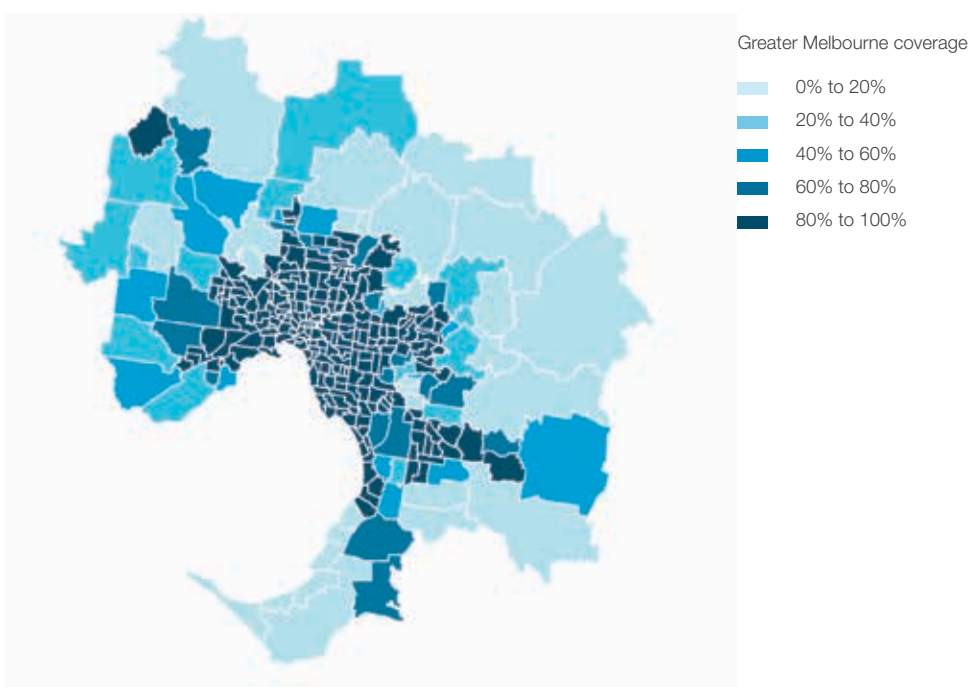 Greater Melbourne coverage
0% to 20%
20% to 40%
40% to 60%
60% to 80%
80% to 100%